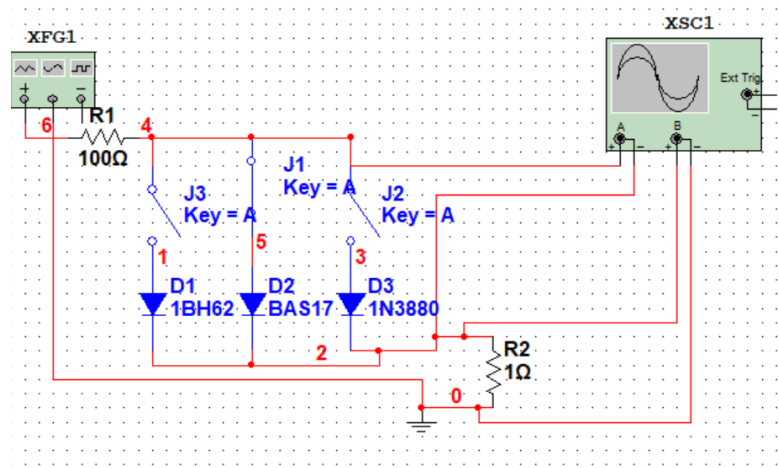 XFG1
XSC1
Ext Trig
+
−
A
B
+ − + −
+ −
6
R1
100Ω
4
J3
Key = A
J1
Key = A
J2
Key = A
1
5
3
D1
1BH62
D2
BAS17
D3
1N3880
2
R2
1Ω
0